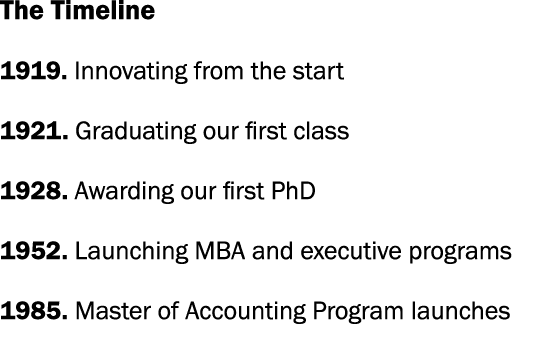 The Timeline
1919. Innovating from the start
1921. Graduating our first class
1928. Awarding our first PhD
1952. Launching MBA and executive programs
1985. Master of Accounting Program launches